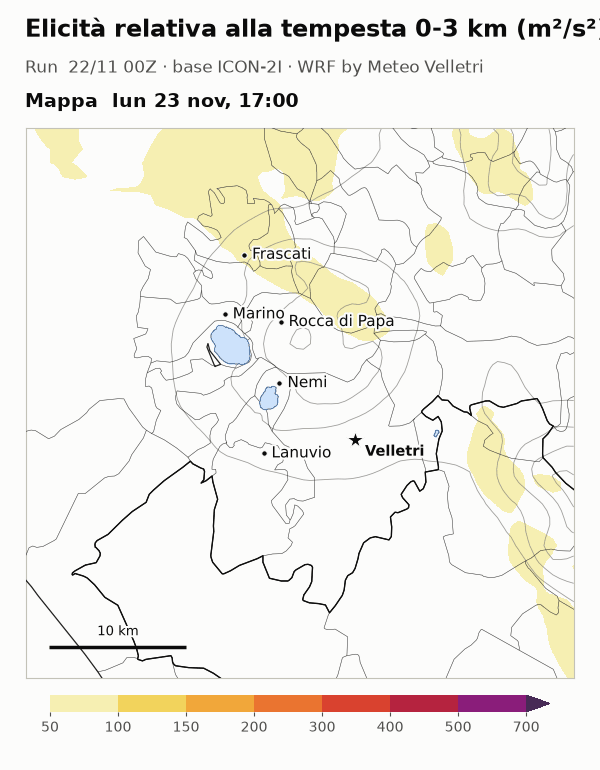 Elicità relativa alla tempesta 0-3 km (m²/s²)
Run 22/11 00Z · base ICON-2I · WRF by Meteo Velletri
Mappa lun 23 nov, 17:00
Frascati
Marino
Rocca di Papa
Nemi
Velletri
Lanuvio
10 km
50 100 150 200 300 400 500 700